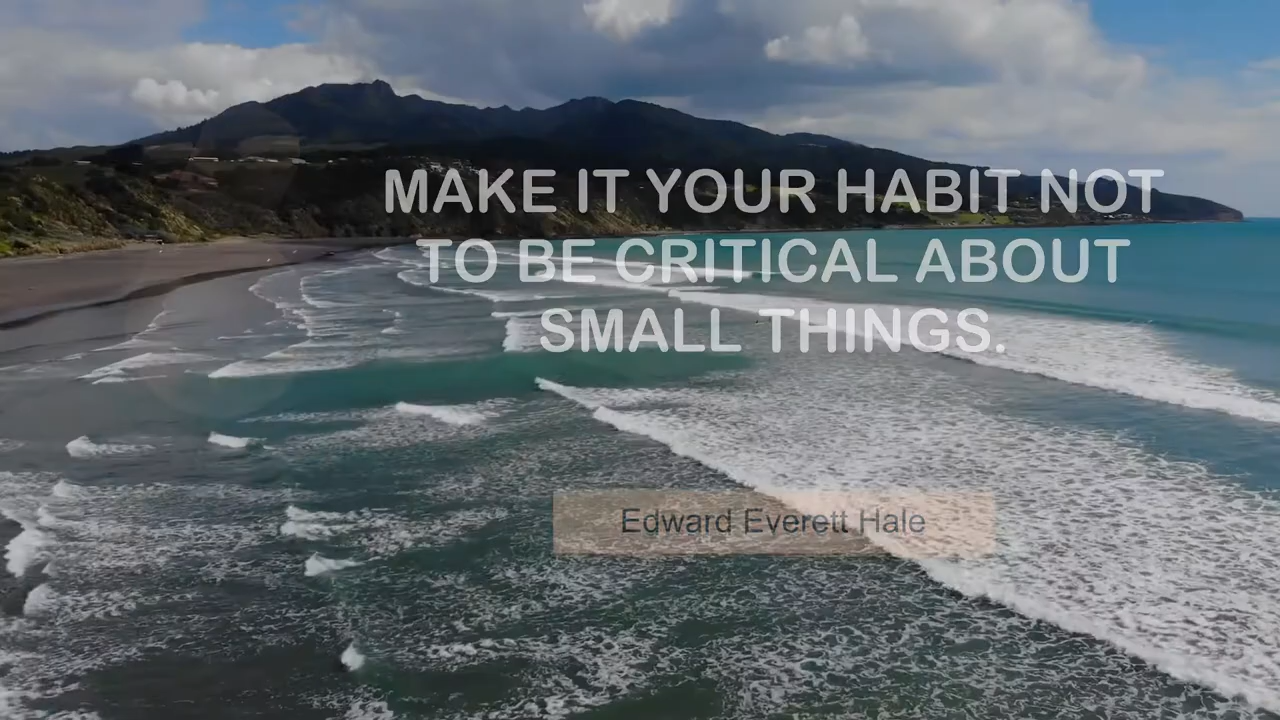 MAKE IT YOUR HABIT NOT
TO BE CRITICAL ABOUT
SMALL THINGS.
Edward Everett Hale